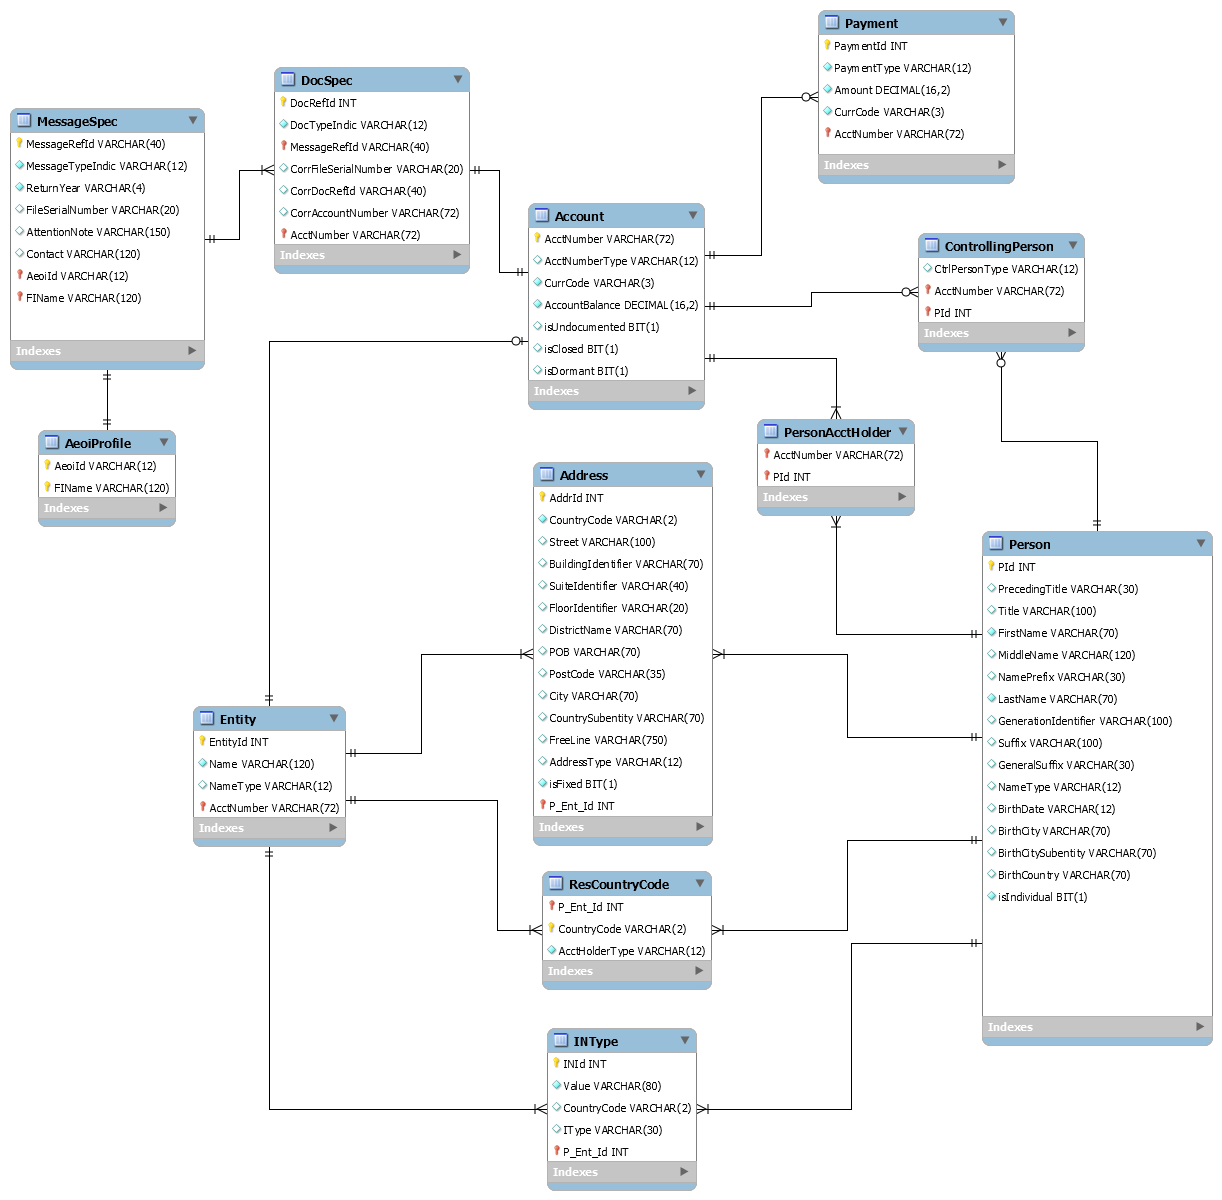 MessageSpec
MessageRefId VARCHAR(40)
MessageTypeIndic VARCHAR(12)
ReturnYear VARCHAR(4)
FileSerialNumber VARCHAR(20)
AttentionNote VARCHAR(150)
Contact VARCHAR(120)
AeoiId VARCHAR(12)
FIName VARCHAR(120)
Indexes
AeoiProfile
AeoiId VARCHAR(12)
FIName VARCHAR(120)
Indexes
DocSpec
DocRefId INT
DocTypeIndic VARCHAR(12)
MessageRefId VARCHAR(40)
CorrFileSerialNumber VARCHAR(20)
CorrDocRefId VARCHAR(40)
CorrAccountNumber VARCHAR(72)
AcctNumber VARCHAR(72)
Indexes
Account
AcctNumber VARCHAR(72)
AcctNumberType VARCHAR(12)
CurrCode VARCHAR(3)
AccountBalance DECIMAL(16,2)
isUndocumented BIT(1)
isClosed BIT(1)
isDormant BIT(1)
Indexes
Payment
PaymentId INT
PaymentType VARCHAR(12)
Amount DECIMAL(16,2)
CurrCode VARCHAR(3)
AcctNumber VARCHAR(72)
Indexes
ControllingPerson
CtrlPersonType VARCHAR(12)
AcctNumber VARCHAR(72)
PId INT
Indexes
PersonAcctHolder
AcctNumber VARCHAR(72)
PId INT
Indexes
Address
AddrId INT
CountryCode VARCHAR(2)
Street VARCHAR(100)
BuildingIdentifier VARCHAR(70)
SuiteIdentifier VARCHAR(40)
FloorIdentifier VARCHAR(20)
DistrictName VARCHAR(70)
POB VARCHAR(70)
PostCode VARCHAR(35)
City VARCHAR(70)
CountrySubentity VARCHAR(70)
FreeLine VARCHAR(750)
AddressType VARCHAR(12)
isFixed BIT(1)
P_Ent_Id INT
Indexes
Person
PId INT
PrecedingTitle VARCHAR(30)
Title VARCHAR(100)
FirstName VARCHAR(70)
MiddleName VARCHAR(120)
NamePrefix VARCHAR(30)
LastName VARCHAR(70)
GenerationIdentifier VARCHAR(100)
Suffix VARCHAR(100)
GeneralSuffix VARCHAR(30)
NameType VARCHAR(12)
BirthDate VARCHAR(12)
BirthCity VARCHAR(70)
BirthCitySubentity VARCHAR(70)
BirthCountry VARCHAR(70)
isIndividual BIT(1)
Indexes
Entity
EntityId INT
Name VARCHAR(120)
NameType VARCHAR(12)
AcctNumber VARCHAR(72)
Indexes
ResCountryCode
P_Ent_Id INT
CountryCode VARCHAR(2)
AcctHolderType VARCHAR(12)
Indexes
INType
INId INT
Value VARCHAR(80)
CountryCode VARCHAR(2)
IType VARCHAR(30)
P_Ent_Id INT
Indexes